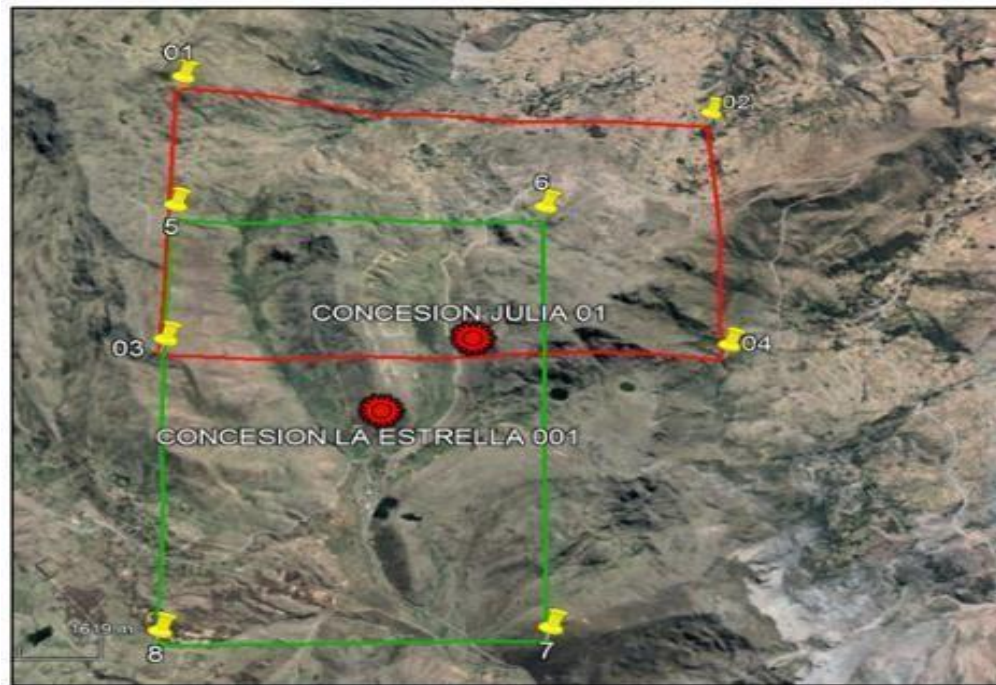 01
02
6
5
CONCESION JULIA 01
03
04
CONCESION LA ESTRELLA 001
1619 m
8
7